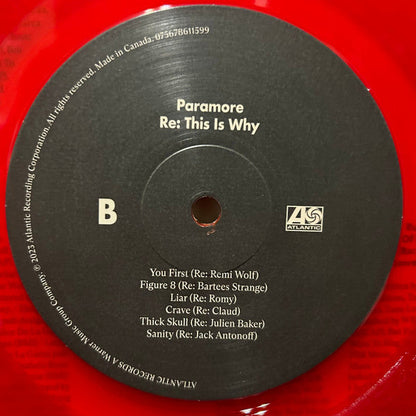 Paramore
Re: This Is Why
B
ATLANTIC
You First (Re: Remi Wolf)
Figure 8 (Re: Bartees Strange)
Liar (Re: Romy)
Crave (Re: Claud)
Thick Skull (Re: Julien Baker)
Sanity (Re: Jack Antonoff)
ATLANTIC RECORDS A Warner Music Group Company. ℗ 2023 Atlantic Recording Corporation. All rights reserved. Made in Canada: 075678611599